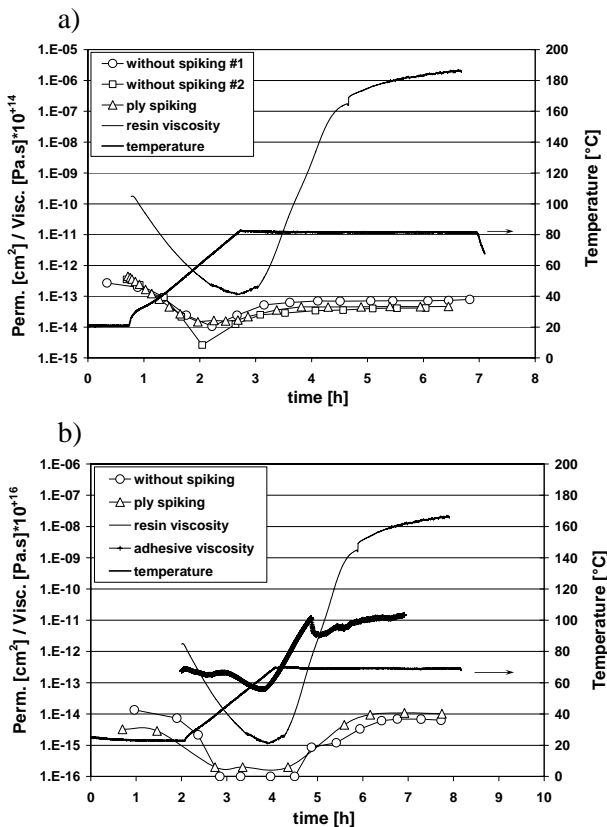 a)
Perm. [cm2] / Visc. [Pa.s]*10+14
1.E-05
1.E-06
1.E-07
1.E-08
1.E-09
1.E-10
1.E-11
1.E-12
1.E-13
1.E-14
1.E-15
without spiking #1
without spiking #2
ply spiking
resin viscosity
temperature
200
180
160
140
120
100
80
60
40
20
0
Temperature [°C]
0 1 2 3 4 5 6 7 8
time [h]
b)
Perm. [cm2] / Visc. [Pa.s]*10+16
1.E-06
1.E-07
1.E-08
1.E-09
1.E-10
1.E-11
1.E-12
1.E-13
1.E-14
1.E-15
1.E-16
without spiking
ply spiking
resin viscosity
adhesive viscosity
temperature
200
180
160
140
120
100
80
60
40
20
0
Temperature [°C]
0 1 2 3 4 5 6 7 8 9 10
time [h]